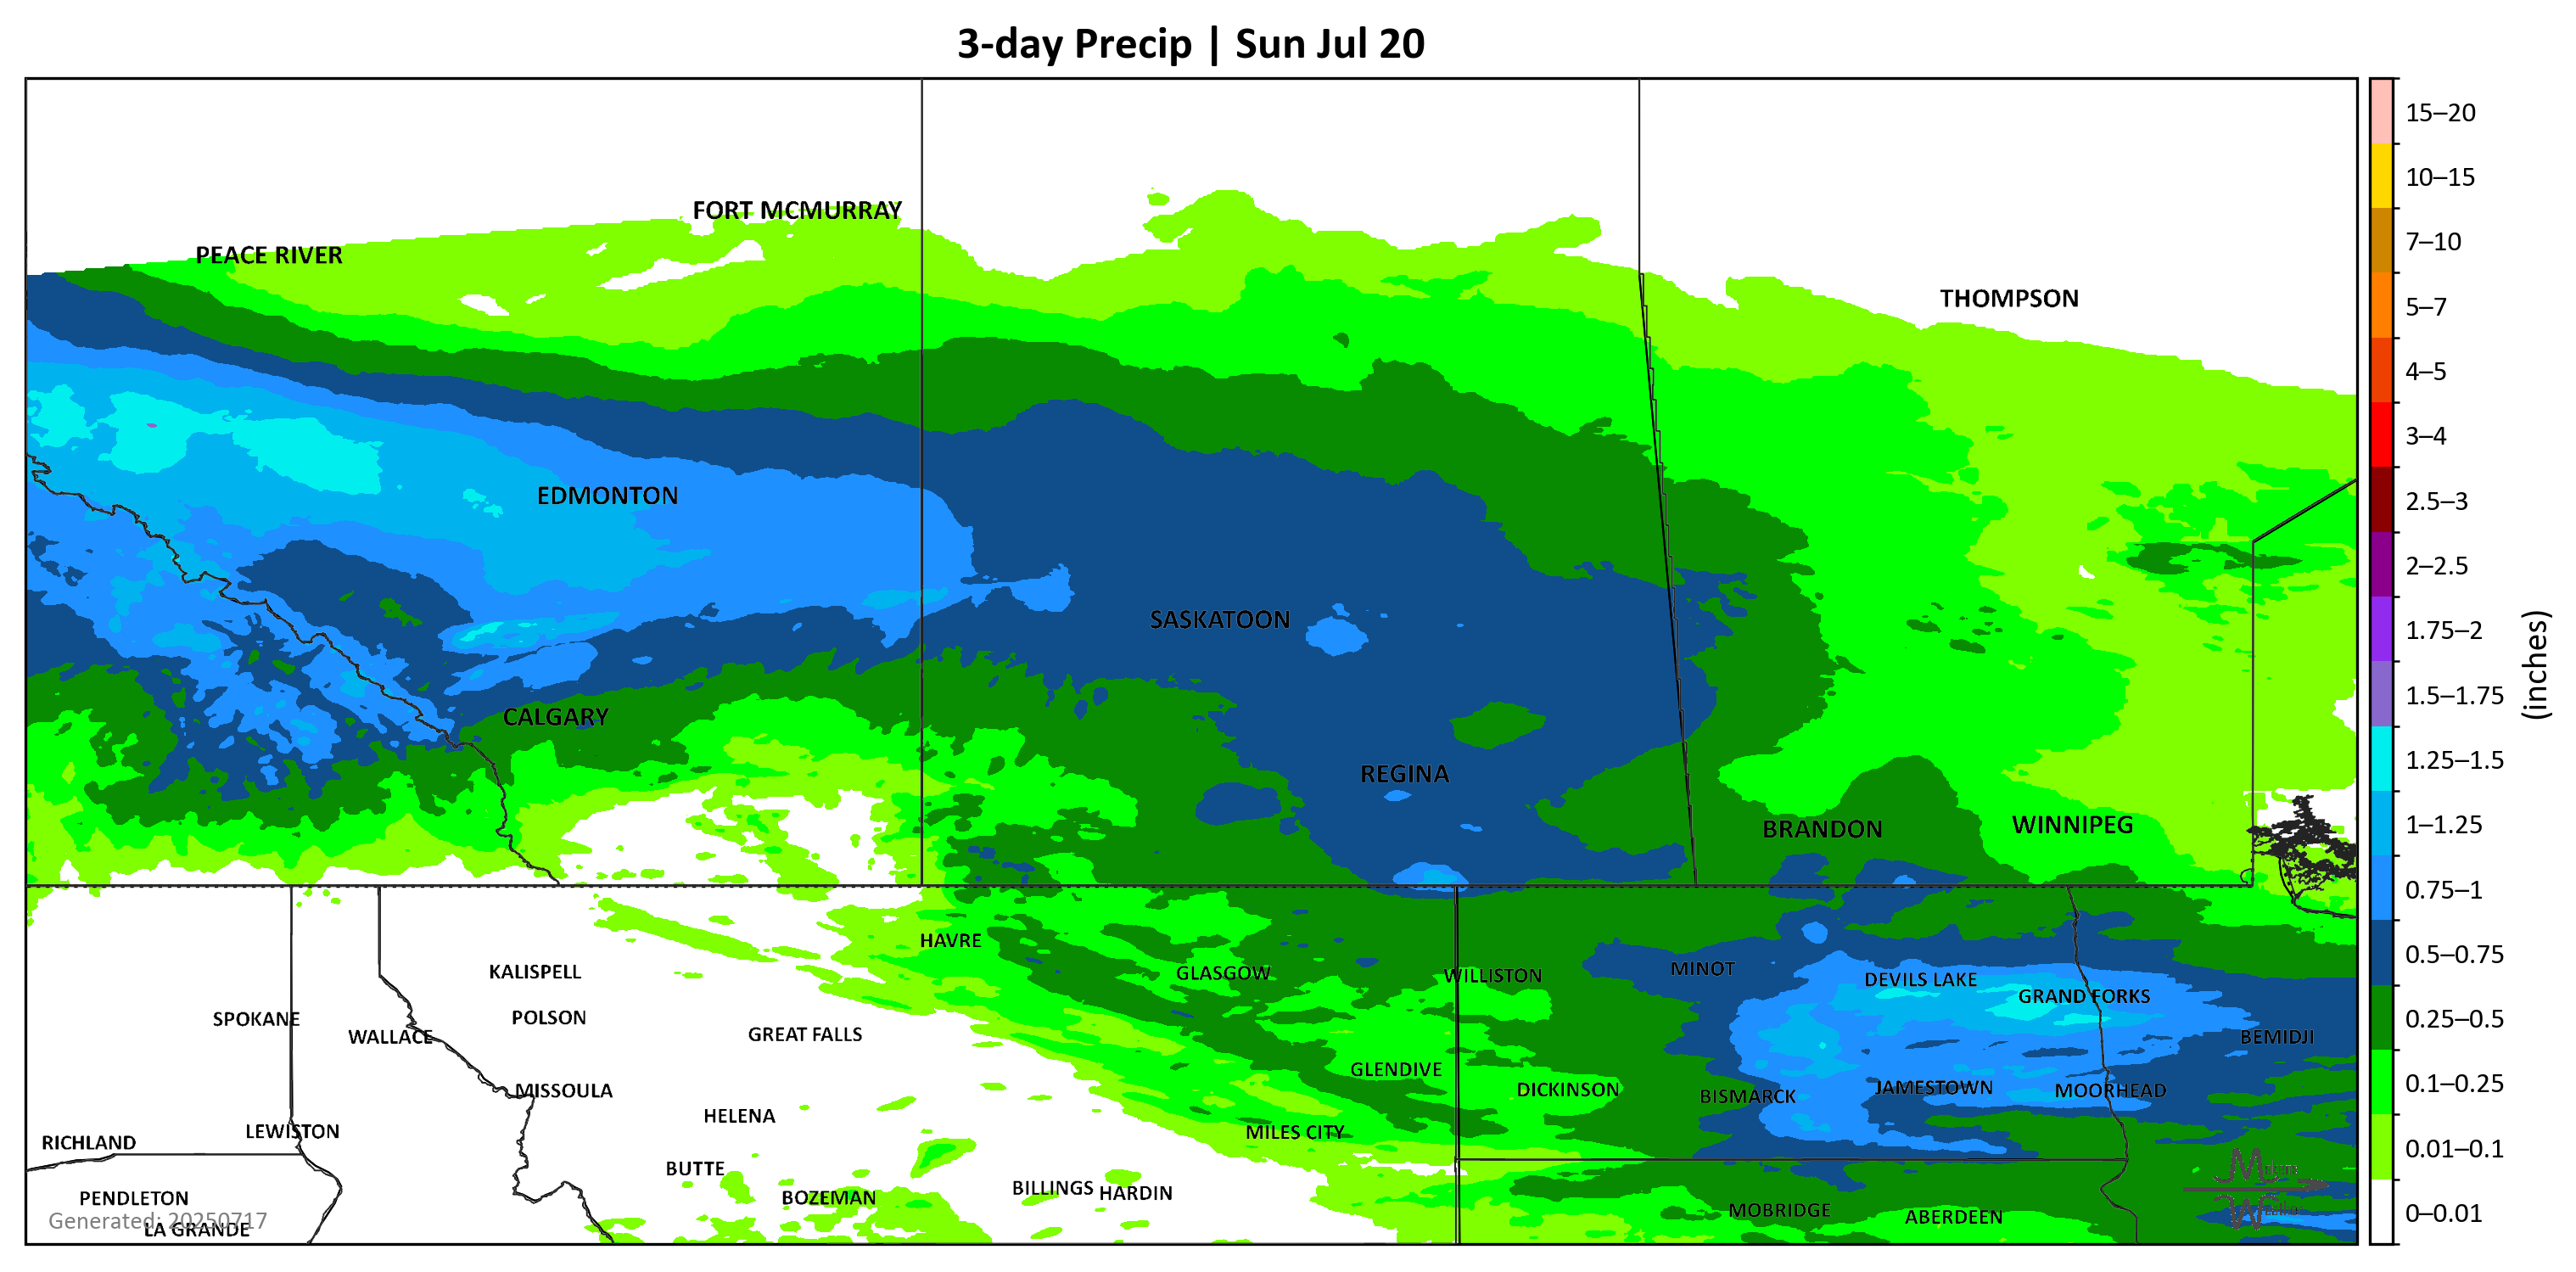 3-day Precip | Sun Jul 20
15–20
10–15
7–10
5–7
4–5
3–4
2.5–3
2–2.5
1.75–2
1.5–1.75
1.25–1.5
1–1.25
0.75–1
0.5–0.75
0.25–0.5
0.1–0.25
0.01–0.1
0–0.01
(inches)
FORT MCMURRAY
PEACE RIVER
THOMPSON
EDMONTON
SASKATOON
CALGARY
REGINA
BRANDON
WINNIPEG
HAVRE
KALISPELL
GLASGOW
WILLISTON
MINOT
DEVILS LAKE
GRAND FORKS
SPOKANE
POLSON
WALLACE
GREAT FALLS
BEMIDJI
GLENDIVE
MISSOULA
DICKINSON
BISMARCK
JAMESTOWN
MOORHEAD
HELENA
RICHLAND
LEWISTON
MILES CITY
BUTTE
PENDLETON
BOZEMAN
BILLINGS
HARDIN
MOBRIDGE
ABERDEEN
Generated: 20250717
LA GRANDE